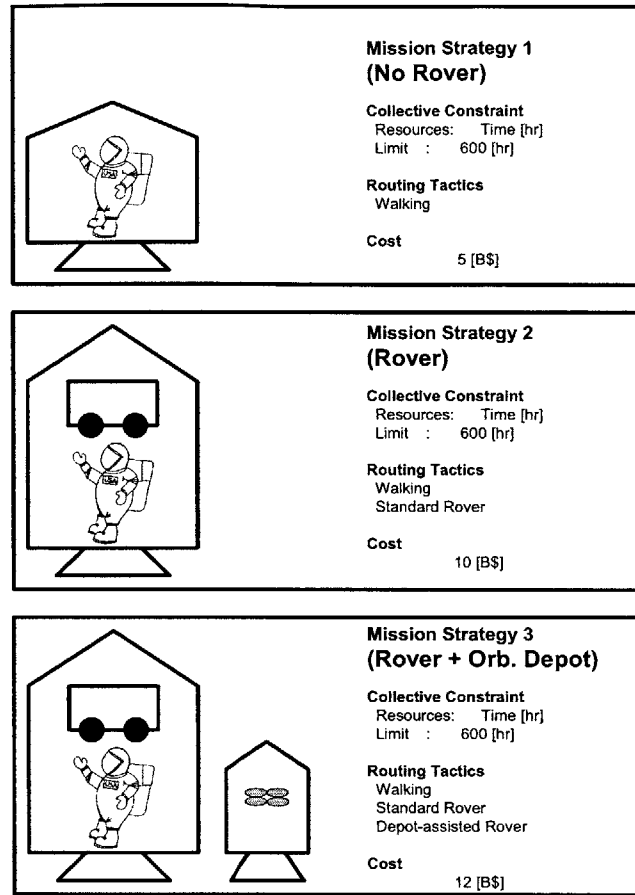 Mission Strategy 1
(No Rover)
Collective Constraint
Resources: Time [hr]
Limit : 600 [hr]
Routing Tactics
Walking
Cost
5 [B$]
Mission Strategy 2
(Rover)
Collective Constraint
Resources: Time [hr]
Limit : 600 [hr]
Routing Tactics
Walking
Standard Rover
Cost
10 [B$]
Mission Strategy 3
(Rover + Orb. Depot)
Collective Constraint
Resources: Time [hr]
Limit : 600 [hr]
Routing Tactics
Walking
Standard Rover
Depot-assisted Rover
Cost
12 [B$]